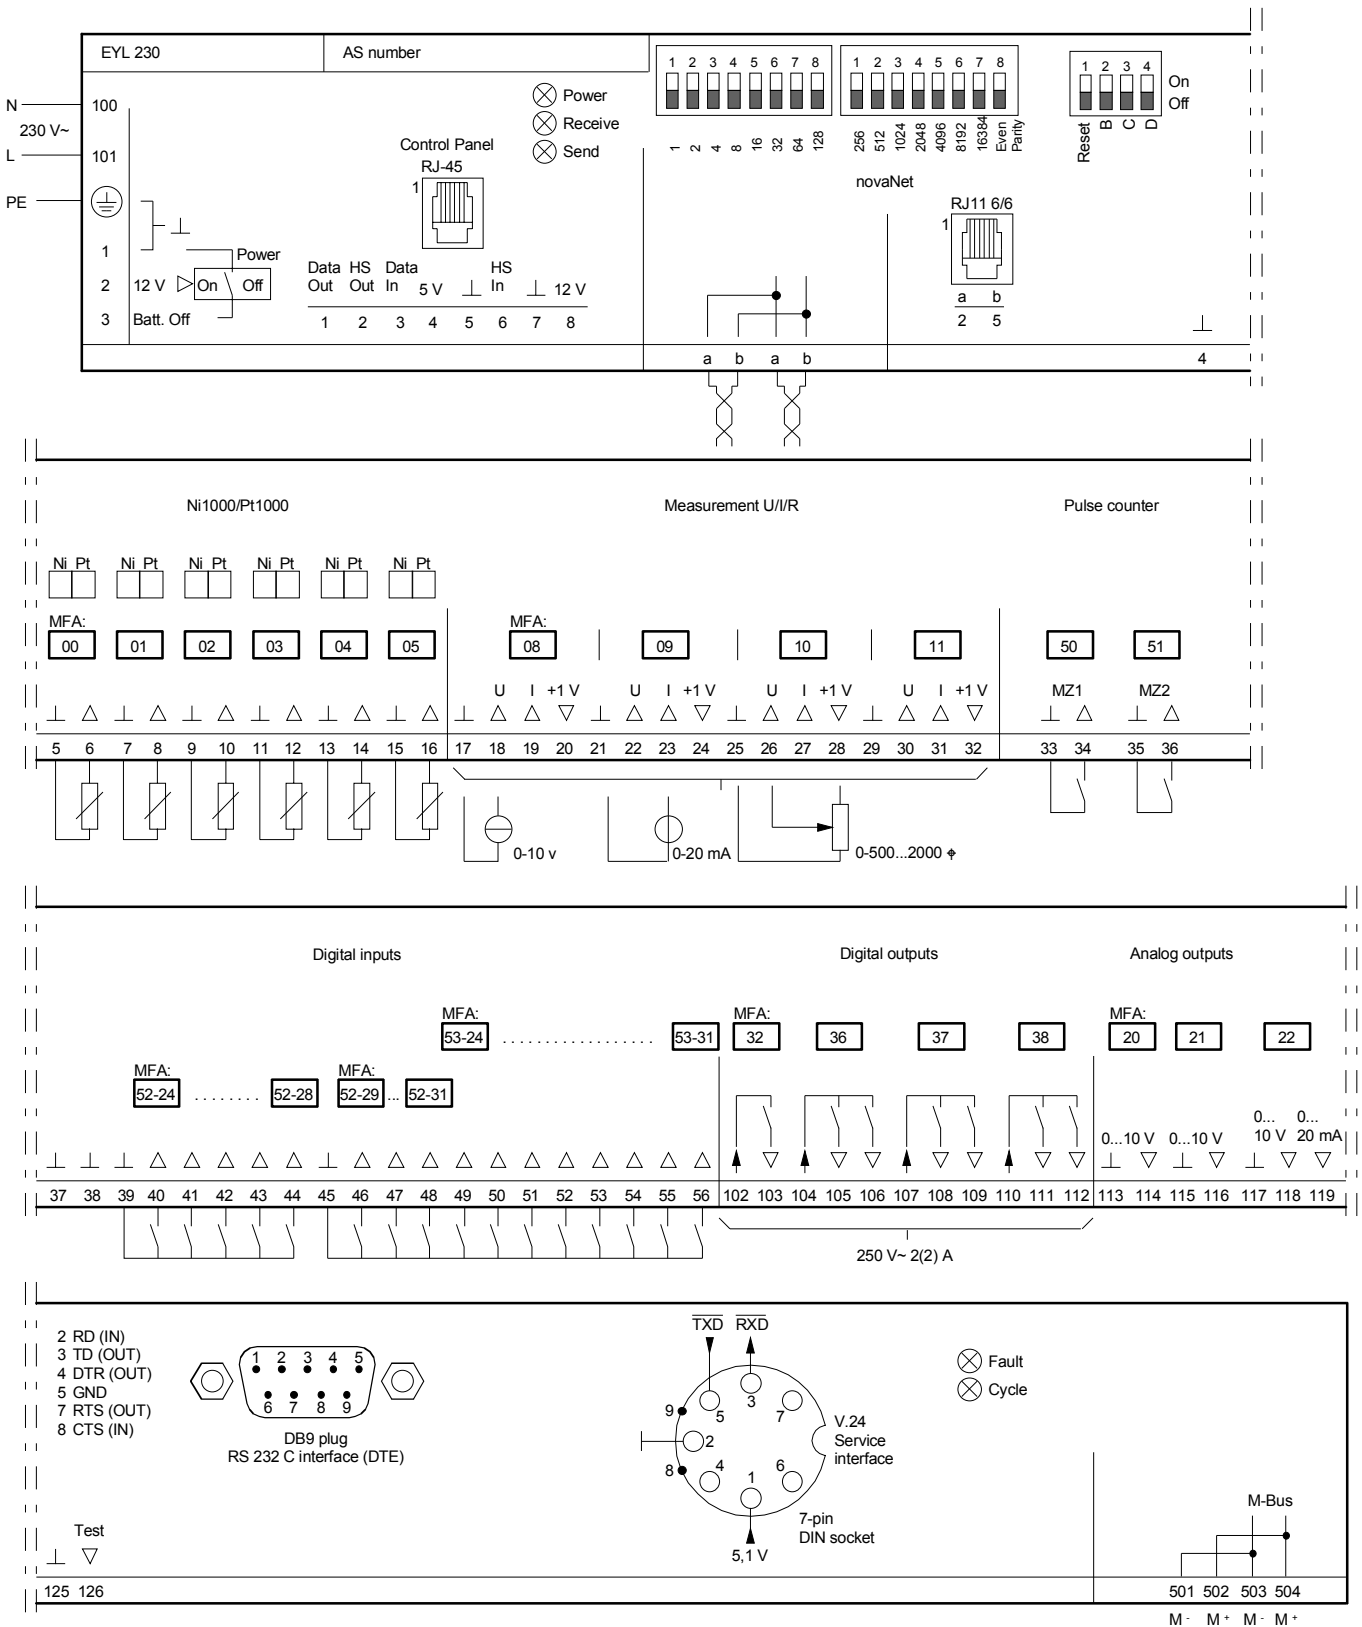 EYL 230 AS number
1 2 3 4 5 6 7 8
1 2 3 4 5 6 7 8
1 2 3 4
On
Off
N 100
Power
Receive
Send
230 V~
L 101
Control Panel
RJ-45
1
1 2 4 8 16 32 64 128
256 512 1024 2048 4096 8192 16384 Even Parity
Reset B C D
novaNet
PE
RJ11 6/6
1
1
Power
2 12 V On Off
3 Batt. Off
Data Out HS Out Data In 5 V HS In 12 V
1 2 3 4 5 6 7 8
a b
2 5
a b a b
4
Ni1000/Pt1000 Measurement U/I/R Pulse counter
Ni Pt Ni Pt Ni Pt Ni Pt Ni Pt Ni Pt
MFA: MFA:
00 01 02 03 04 05 08 09 10 11 50 51
U I +1 V U I +1 V U I +1 V U I +1 V MZ1 MZ2
5 6 7 8 9 10 11 12 13 14 15 16 17 18 19 20 21 22 23 24 25 26 27 28 29 30 31 32 33 34 35 36
0-10 v 0-20 mA 0-500...2000 ϕ
Digital inputs Digital outputs Analog outputs
MFA: MFA: MFA:
53-24 .................. 53-31 32 36 37 38 20 21 22
MFA: MFA:
52-24 ........ 52-28 52-29 ... 52-31
0...10 V 0...10 V 0... 10 V 0... 20 mA
37 38 39 40 41 42 43 44 45 46 47 48 49 50 51 52 53 54 55 56 102 103 104 105 106 107 108 109 110 111 112 113 114 115 116 117 118 119
250 V~ 2(2) A
2 RD (IN)
3 TD (OUT)
4 DTR (OUT)
5 GND
7 RTS (OUT)
8 CTS (IN)
1 2 3 4 5
6 7 8 9
DB9 plug
RS 232 C interface (DTE)
TXD RXD
9 5 3 7
2
8 4 1 6
V.24
Service
interface
7-pin
DIN socket
5,1 V
Fault
Cycle
Test
M-Bus
125 126
501 502 503 504
M - M + M - M +